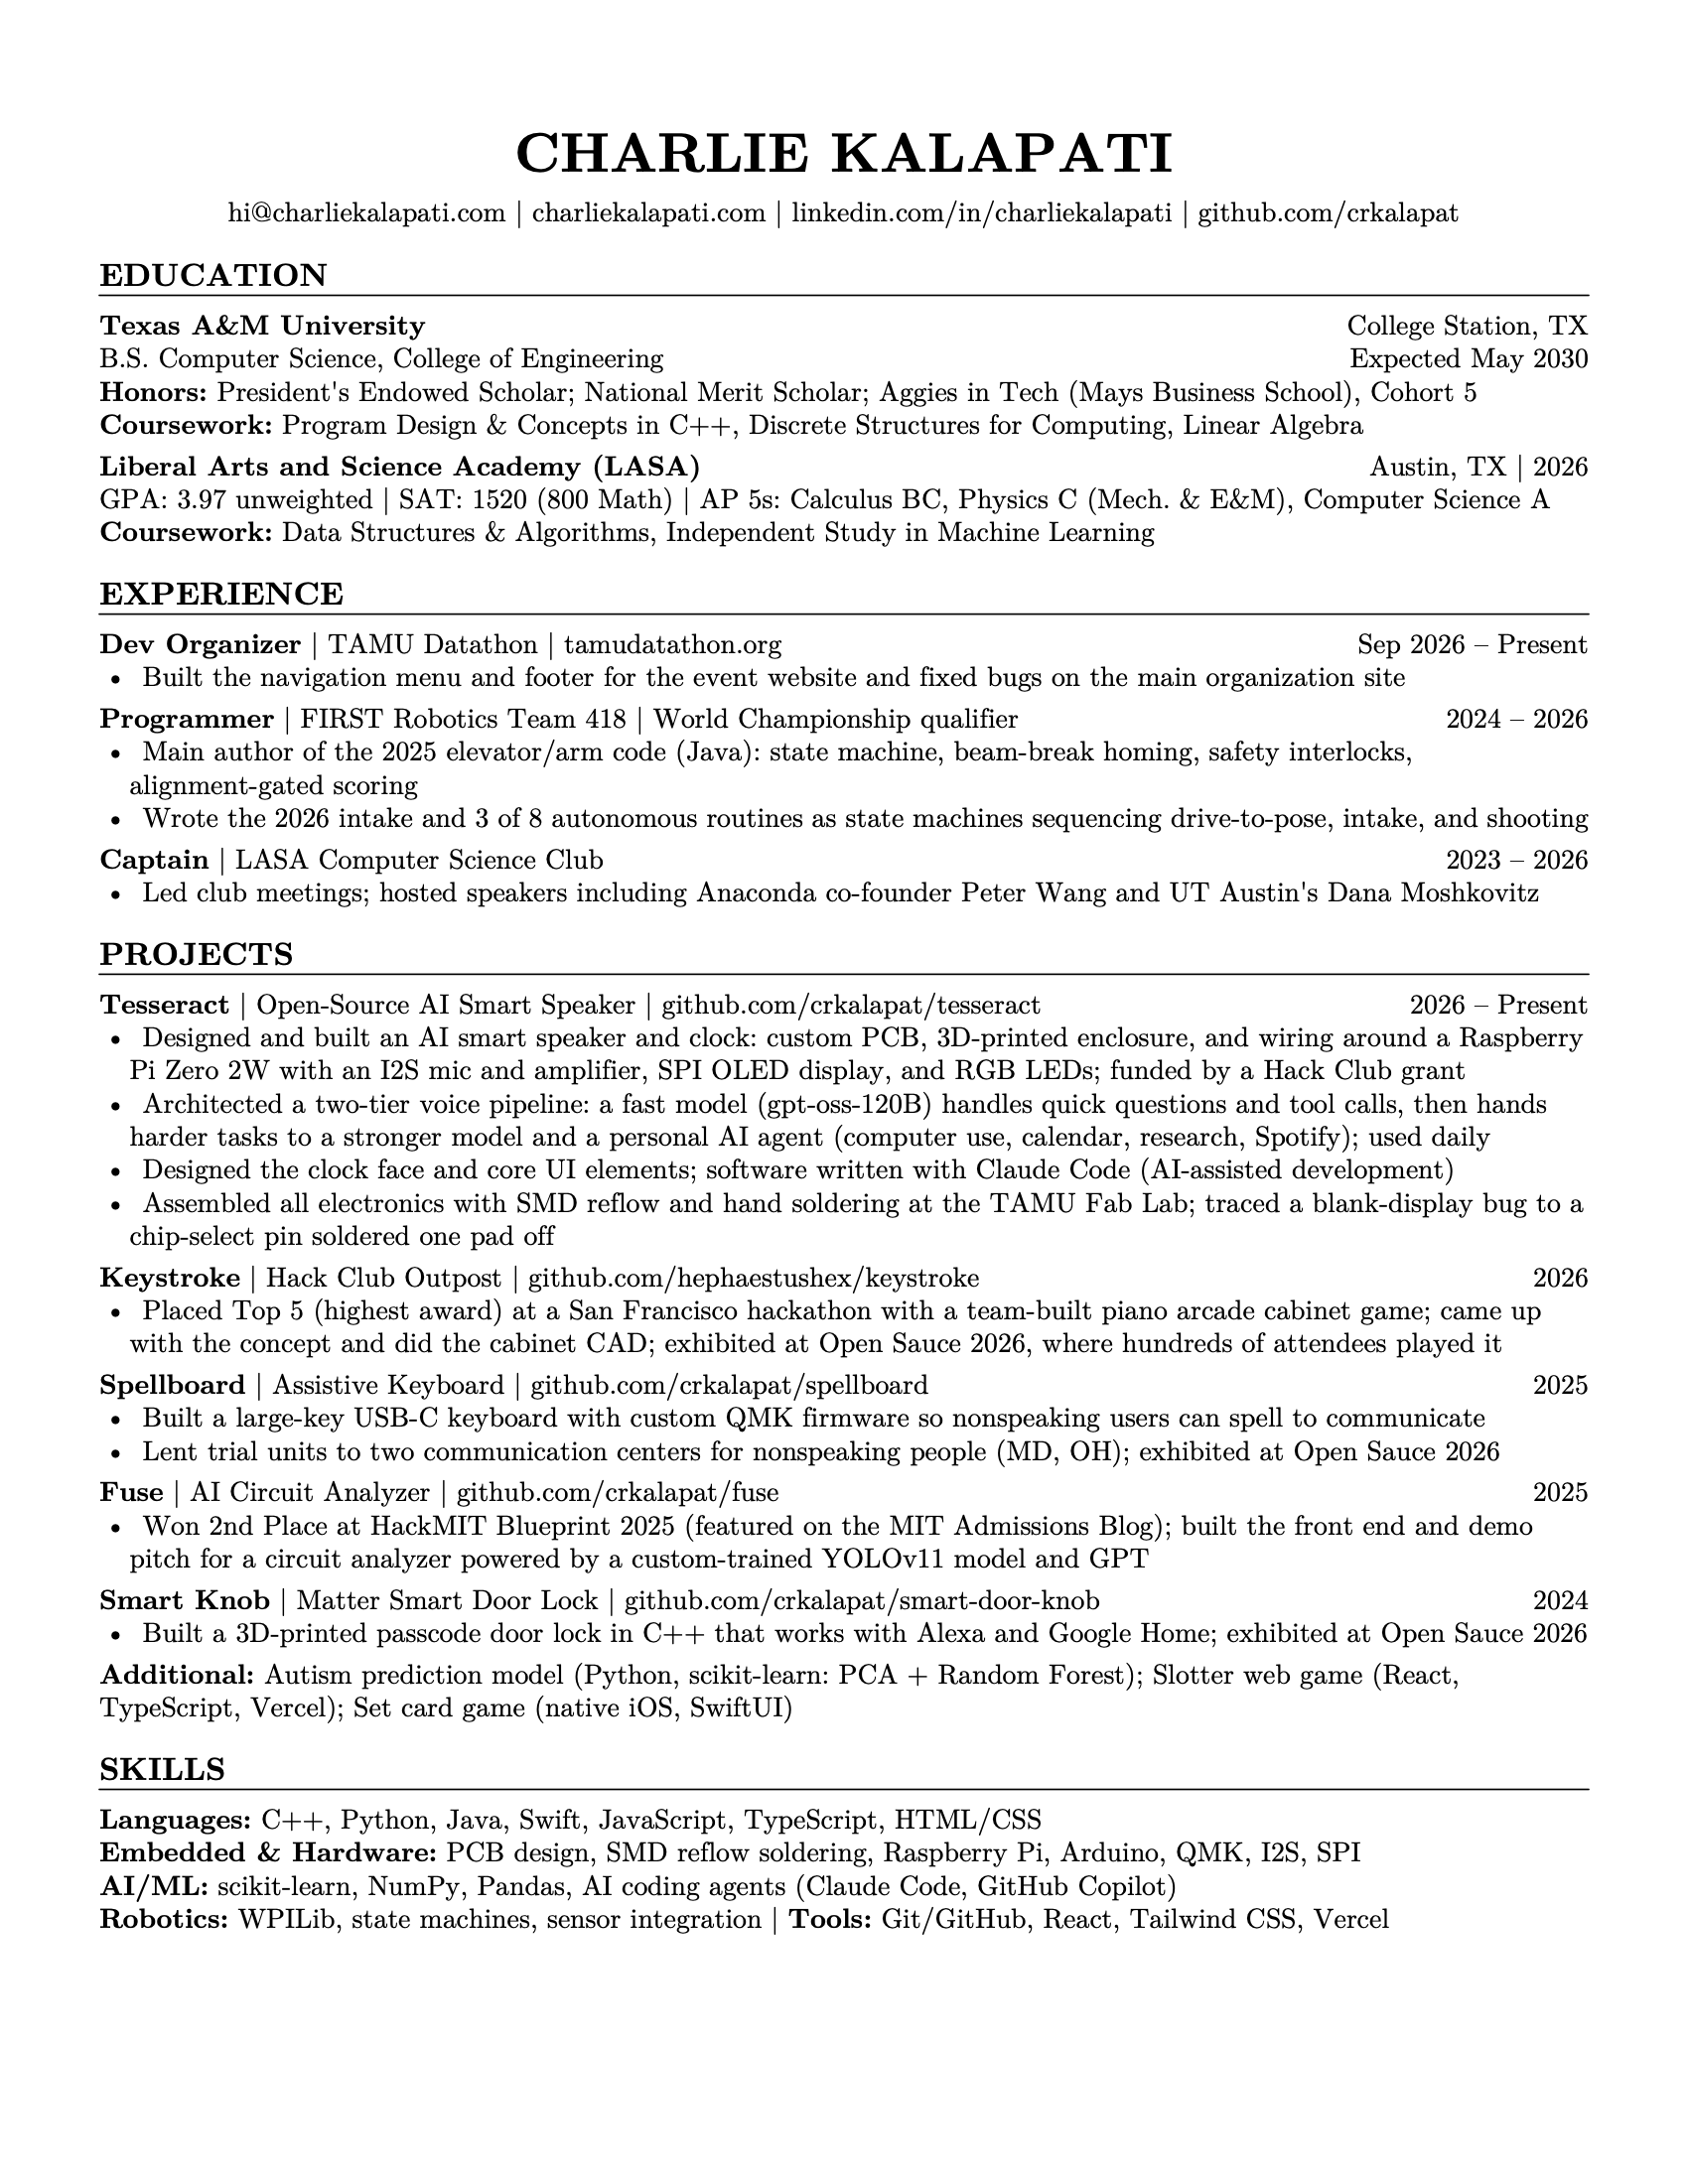 CHARLIE KALAPATI
hi@charliekalapati.com | charliekalapati.com | linkedin.com/in/charliekalapati | github.com/crkalapat
EDUCATION
Texas A&M University College Station, TX
B.S. Computer Science, College of Engineering Expected May 2030
Honors: President's Endowed Scholar; National Merit Scholar; Aggies in Tech (Mays Business School), Cohort 5
Coursework: Program Design & Concepts in C++, Discrete Structures for Computing, Linear Algebra
Liberal Arts and Science Academy (LASA) Austin, TX | 2026
GPA: 3.97 unweighted | SAT: 1520 (800 Math) | AP 5s: Calculus BC, Physics C (Mech. & E&M), Computer Science A
Coursework: Data Structures & Algorithms, Independent Study in Machine Learning
EXPERIENCE
Dev Organizer | TAMU Datathon | tamudatathon.org Sep 2026 – Present
• Built the navigation menu and footer for the event website and fixed bugs on the main organization site
Programmer | FIRST Robotics Team 418 | World Championship qualifier 2024 – 2026
• Main author of the 2025 elevator/arm code (Java): state machine, beam-break homing, safety interlocks,
alignment-gated scoring
• Wrote the 2026 intake and 3 of 8 autonomous routines as state machines sequencing drive-to-pose, intake, and shooting
Captain | LASA Computer Science Club 2023 – 2026
• Led club meetings; hosted speakers including Anaconda co-founder Peter Wang and UT Austin's Dana Moshkovitz
PROJECTS
Tesseract | Open-Source AI Smart Speaker | github.com/crkalapat/tesseract 2026 – Present
• Designed and built an AI smart speaker and clock: custom PCB, 3D-printed enclosure, and wiring around a Raspberry
Pi Zero 2W with an I2S mic and amplifier, SPI OLED display, and RGB LEDs; funded by a Hack Club grant
• Architected a two-tier voice pipeline: a fast model (gpt-oss-120B) handles quick questions and tool calls, then hands
harder tasks to a stronger model and a personal AI agent (computer use, calendar, research, Spotify); used daily
• Designed the clock face and core UI elements; software written with Claude Code (AI-assisted development)
• Assembled all electronics with SMD reflow and hand soldering at the TAMU Fab Lab; traced a blank-display bug to a
chip-select pin soldered one pad off
Keystroke | Hack Club Outpost | github.com/hephaestushex/keystroke 2026
• Placed Top 5 (highest award) at a San Francisco hackathon with a team-built piano arcade cabinet game; came up
with the concept and did the cabinet CAD; exhibited at Open Sauce 2026, where hundreds of attendees played it
Spellboard | Assistive Keyboard | github.com/crkalapat/spellboard 2025
• Built a large-key USB-C keyboard with custom QMK firmware so nonspeaking users can spell to communicate
• Lent trial units to two communication centers for nonspeaking people (MD, OH); exhibited at Open Sauce 2026
Fuse | AI Circuit Analyzer | github.com/crkalapat/fuse 2025
• Won 2nd Place at HackMIT Blueprint 2025 (featured on the MIT Admissions Blog); built the front end and demo
pitch for a circuit analyzer powered by a custom-trained YOLOv11 model and GPT
Smart Knob | Matter Smart Door Lock | github.com/crkalapat/smart-door-knob 2024
• Built a 3D-printed passcode door lock in C++ that works with Alexa and Google Home; exhibited at Open Sauce 2026
Additional: Autism prediction model (Python, scikit-learn: PCA + Random Forest); Slotter web game (React,
TypeScript, Vercel); Set card game (native iOS, SwiftUI)
SKILLS
Languages: C++, Python, Java, Swift, JavaScript, TypeScript, HTML/CSS
Embedded & Hardware: PCB design, SMD reflow soldering, Raspberry Pi, Arduino, QMK, I2S, SPI
AI/ML: scikit-learn, NumPy, Pandas, AI coding agents (Claude Code, GitHub Copilot)
Robotics: WPILib, state machines, sensor integration | Tools: Git/GitHub, React, Tailwind CSS, Vercel